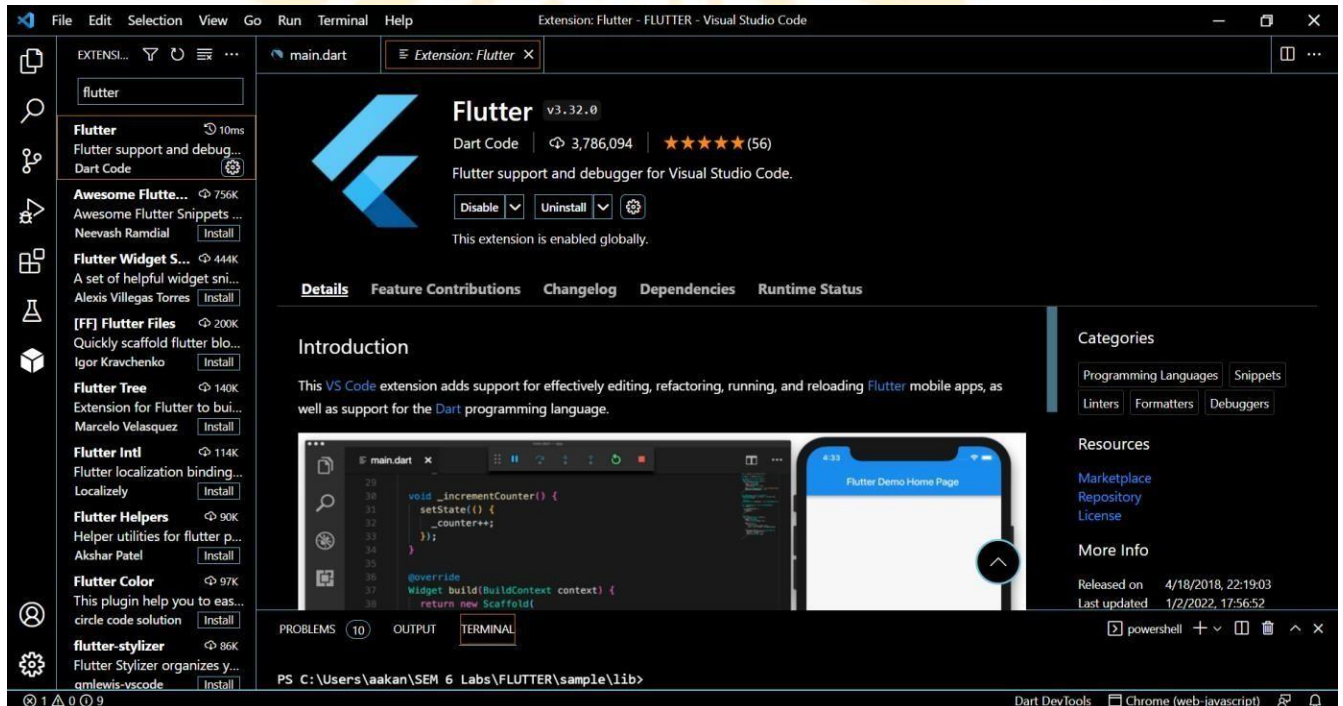 File Edit Selection View Go Run Terminal Help Extension: Flutter - FLUTTER - Visual Studio Code
EXTENSI...
main.dart
Extension: Flutter
flutter
Flutter 10ms
Flutter support and debug...
Dart Code
Awesome Flutte... 756K
Awesome Flutter Snippets ...
Neevash Ramdial Install
Flutter Widget S... 444K
A set of helpful widget sni...
Alexis Villegas Torres Install
[FF] Flutter Files 200K
Quickly scaffold flutter blo...
Igor Kravchenko Install
Flutter Tree 140K
Extension for Flutter to bui...
Marcelo Velasquez Install
Flutter Intl 114K
Flutter localization binding...
Localizely Install
Flutter Helpers 90K
Helper utilities for flutter p...
Akshar Patel Install
Flutter Color 97K
This plugin help you to eas...
circle code solution Install
flutter-stylizer 86K
Flutter Stylizer organizes y...
gmlewis-vscode Install
Flutter v3.32.0
Dart Code 3,786,094 (56)
Flutter support and debugger for Visual Studio Code.
Disable Uninstall
This extension is enabled globally.
Details Feature Contributions Changelog Dependencies Runtime Status
Introduction
This VS Code extension adds support for effectively editing, refactoring, running, and reloading Flutter mobile apps, as
well as support for the Dart programming language.
main.dart
29
30 void _incrementCounter() {
31 setState(() {
32 _counter++;
33 });
34 }
35
36 @override
37 Widget build(BuildContext context) {
38 return new Scaffold(
4:33
Flutter Demo Home Page
Categories
Programming Languages Snippets
Linters Formatters Debuggers
Resources
Marketplace
Repository
License
More Info
Released on 4/18/2018, 22:19:03
Last updated 1/2/2022, 17:56:52
PROBLEMS 10 OUTPUT TERMINAL
powershell
PS C:\Users\aakan\SEM 6 Labs\FLUTTER\sample\lib>
1 0 9 Dart DevTools Chrome (web-javascript)